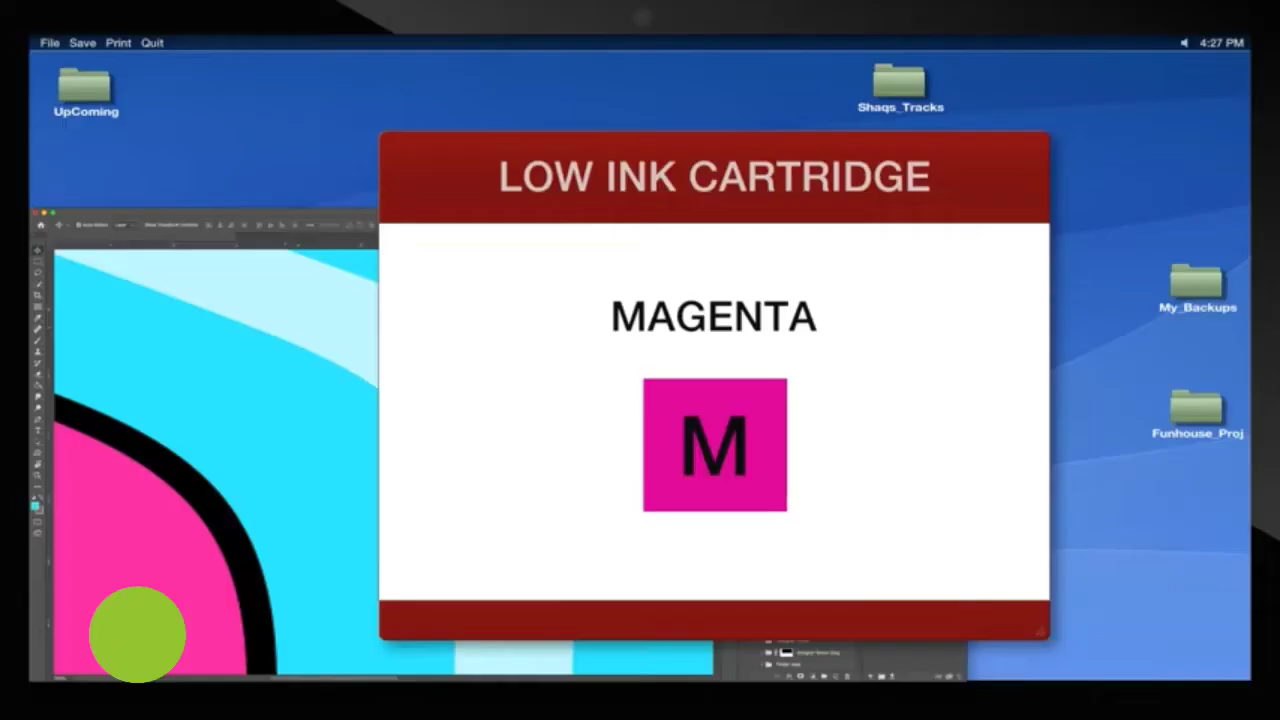 File Save Print Quit
4:27 PM
UpComing
Shaqs_Tracks
LOW INK CARTRIDGE
MAGENTA
M
My_Backups
Funhouse_Proj